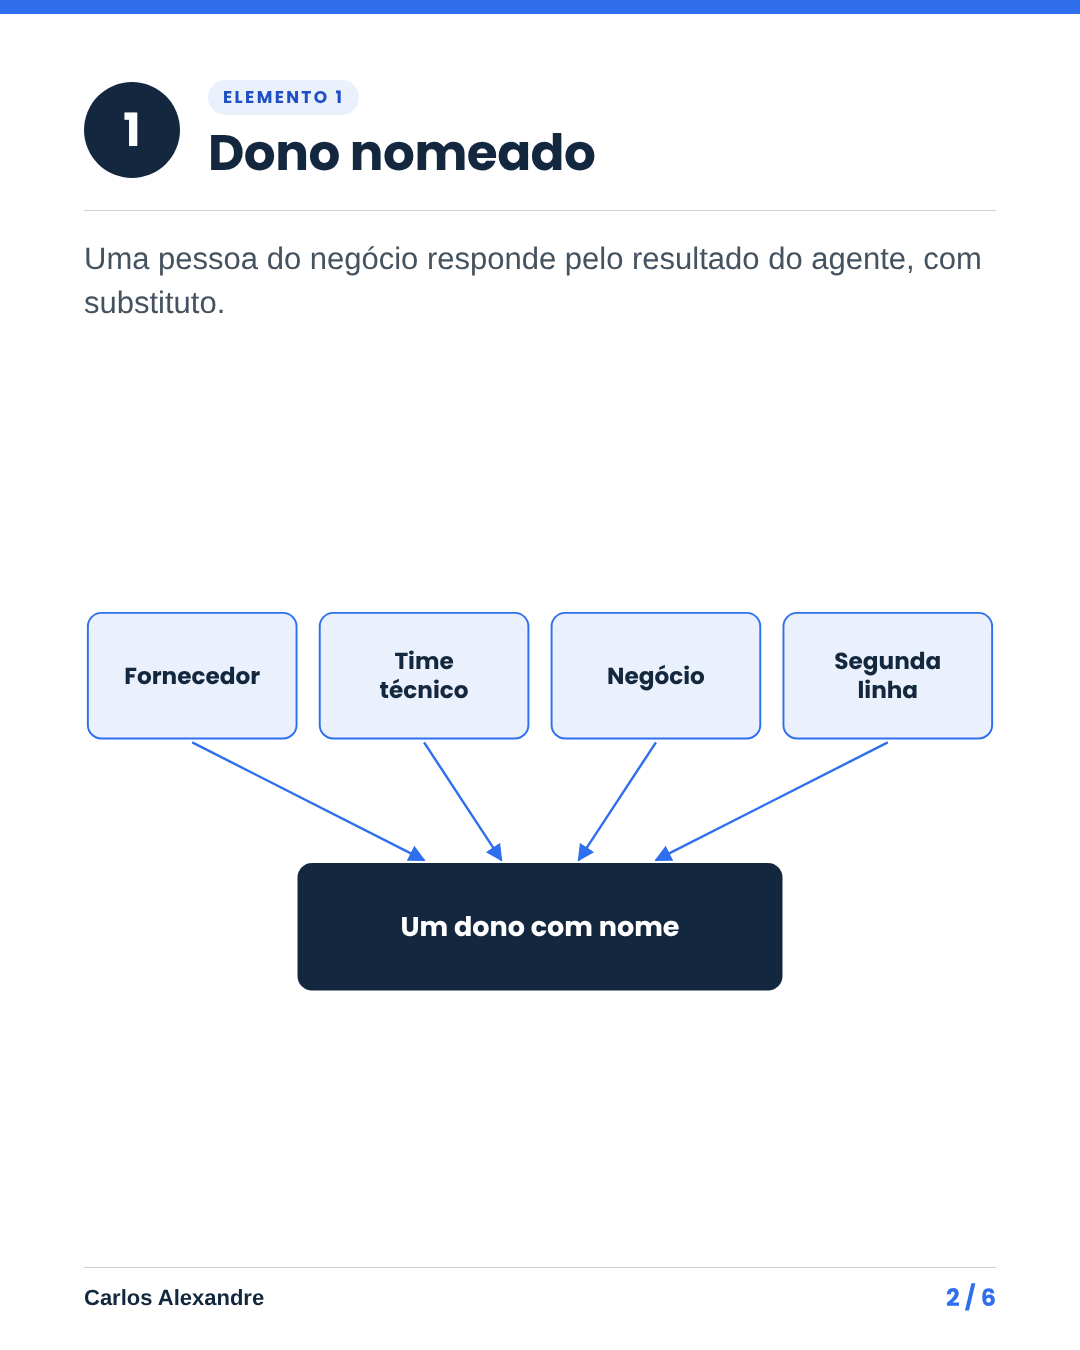 1
ELEMENTO 1
Dono nomeado
Uma pessoa do negócio responde pelo resultado do agente, com
substituto.
Fornecedor
Time
técnico
Negócio
Segunda
linha
Um dono com nome
Carlos Alexandre
2 / 6